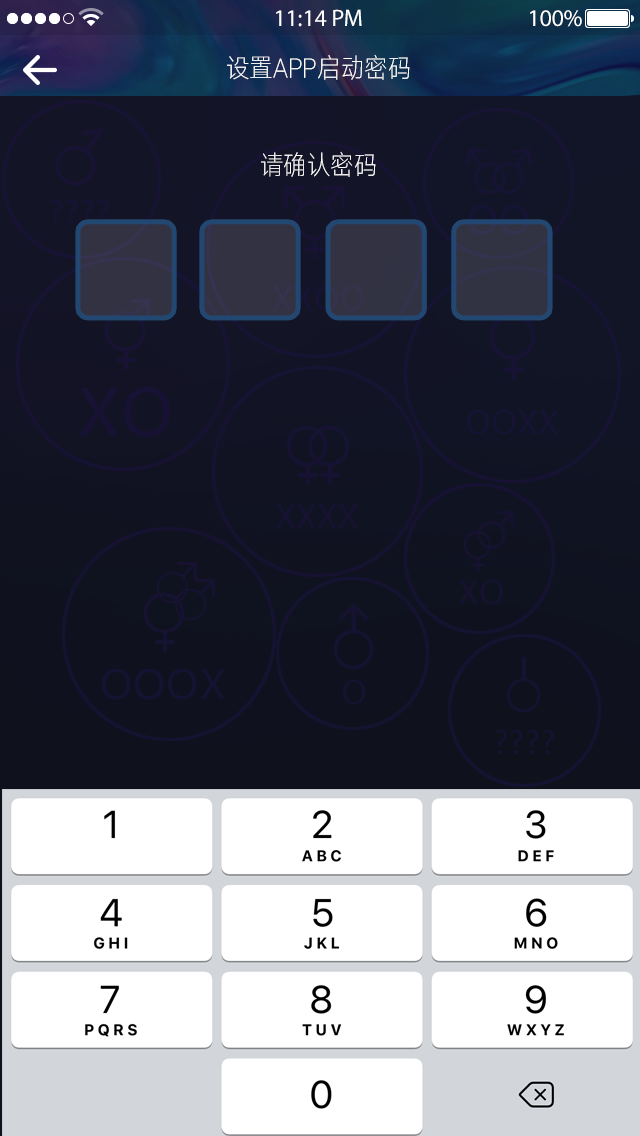 11:14 PM 100%
设置APP启动密码
请确认密码
XO
OOXX
XXXX
XO
OOOX
O
????
1
2
ABC
3
DEF
4
GHI
5
JKL
6
MNO
7
PQRS
8
TUV
9
WXYZ
0